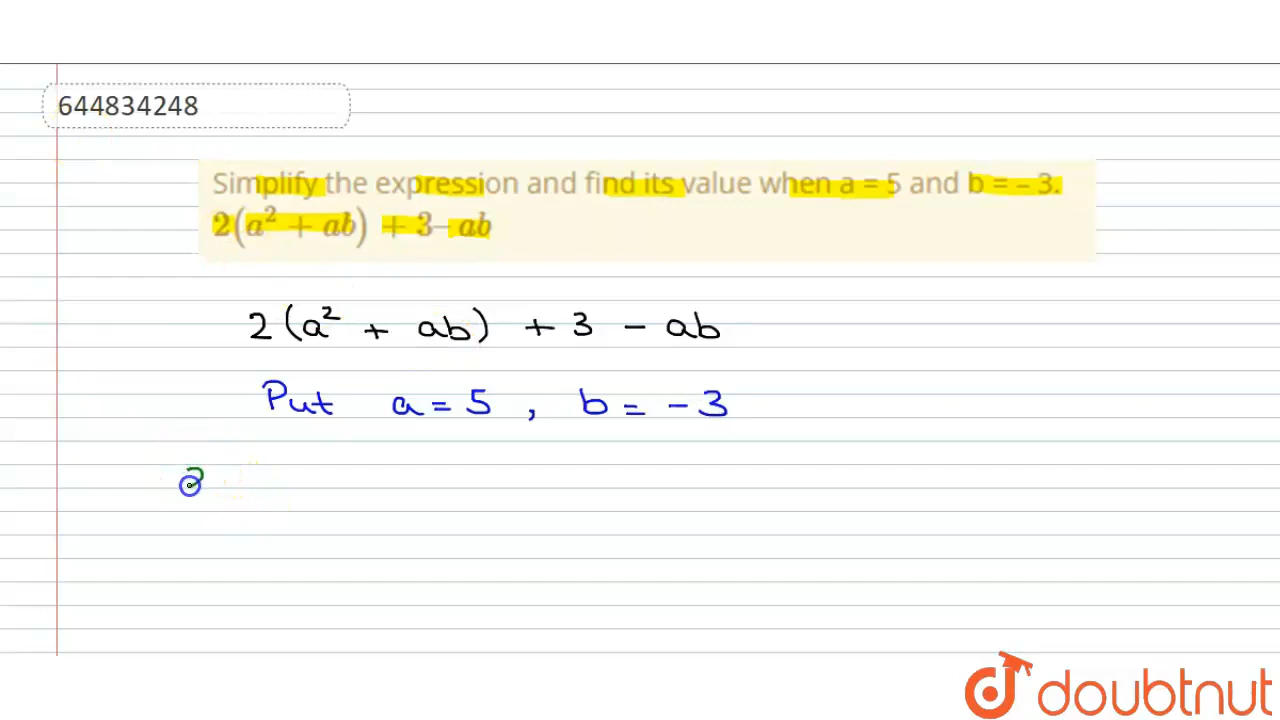 644834248
Simplify the expression and find its value when a = 5 and b = – 3.
2(a² + ab) + 3– ab
2 (a² + ab) + 3 - ab
Put a = 5 , b = - 3
2
doubtnut